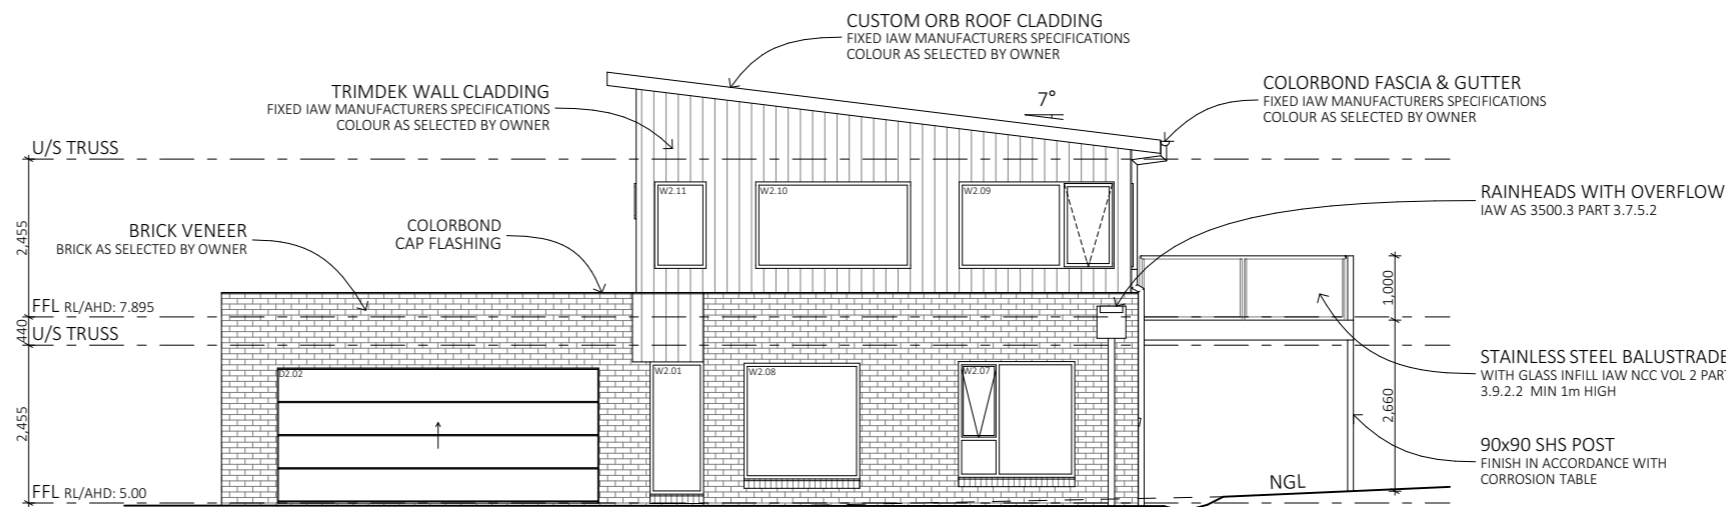 CUSTOM ORB ROOF CLADDING
FIXED IAW MANUFACTURERS SPECIFICATIONS
COLOUR AS SELECTED BY OWNER
TRIMDEK WALL CLADDING
FIXED IAW MANUFACTURERS SPECIFICATIONS
COLOUR AS SELECTED BY OWNER
7°
COLORBOND FASCIA & GUTTER
FIXED IAW MANUFACTURERS SPECIFICATIONS
COLOUR AS SELECTED BY OWNER
U/S TRUSS
W2.11
W2.10
W2.09
RAINHEADS WITH OVERFLOW
IAW AS 3500.3 PART 3.7.5.2
BRICK VENEER
BRICK AS SELECTED BY OWNER
COLORBOND
CAP FLASHING
2,455
FFL RL/AHD: 7.895
440
U/S TRUSS
1,000
STAINLESS STEEL BALUSTRADE
WITH GLASS INFILL IAW NCC VOL 2 PART
3.9.2.2 MIN 1m HIGH
D2.02
W2.01
W2.08
W2.07
2,455
2,660
90x90 SHS POST
FINISH IN ACCORDANCE WITH
CORROSION TABLE
NGL
FFL RL/AHD: 5.00